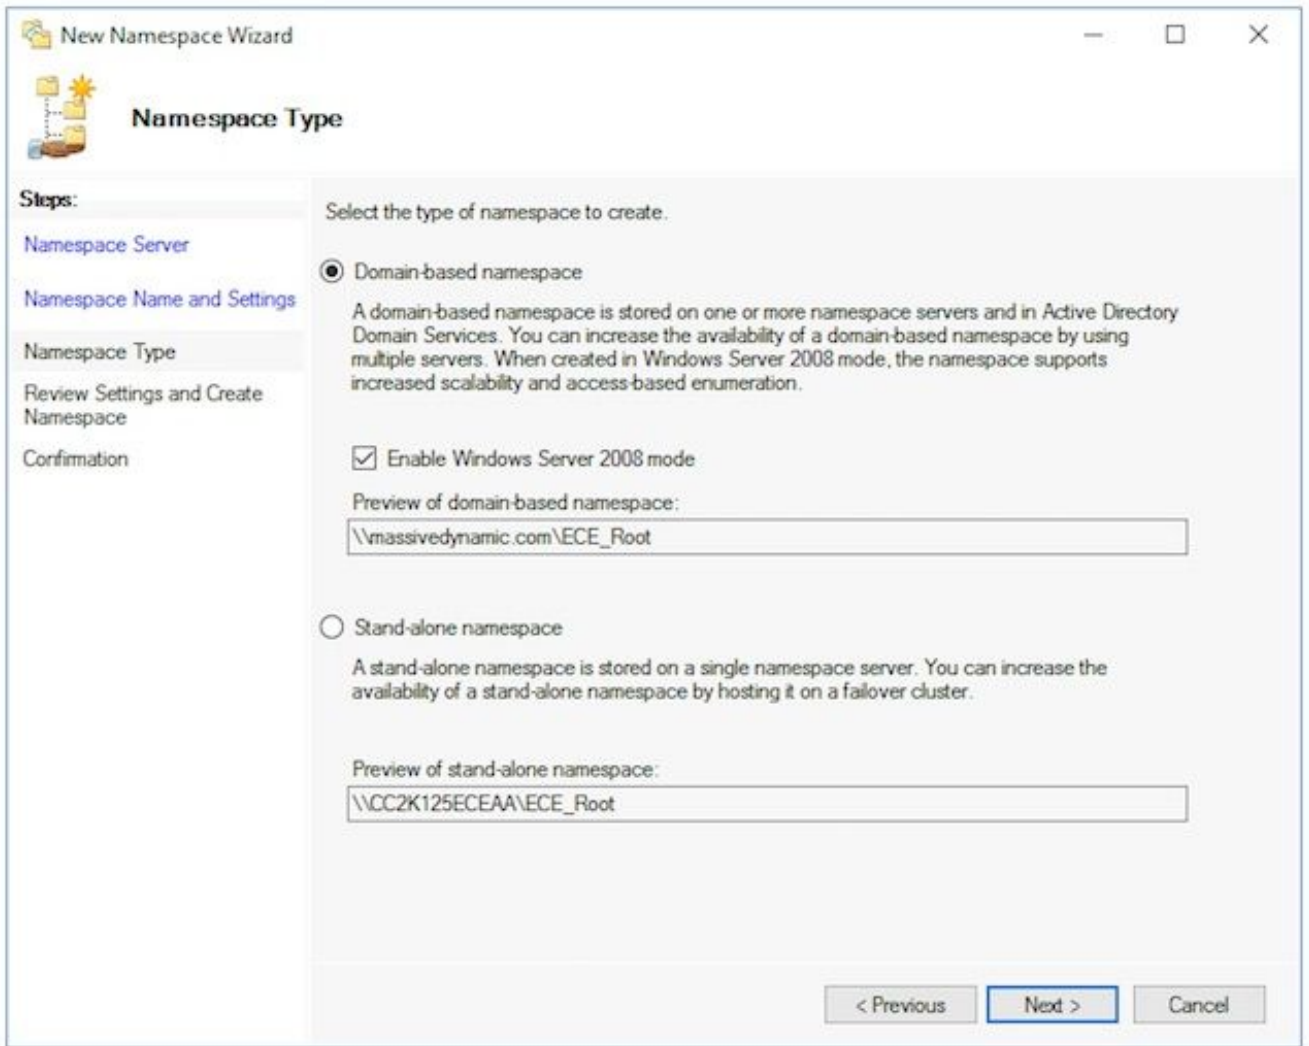 New Namespace Wizard
Namespace Type
Steps:
Namespace Server
Namespace Name and Settings
Namespace Type
Review Settings and Create
Namespace
Confirmation
Select the type of namespace to create.
Domain-based namespace
A domain-based namespace is stored on one or more namespace servers and in Active Directory
Domain Services. You can increase the availability of a domain-based namespace by using
multiple servers. When created in Windows Server 2008 mode, the namespace supports
increased scalability and access-based enumeration.
Enable Windows Server 2008 mode
Preview of domain-based namespace:
\\massivedynamic.com\ECE_Root
Stand-alone namespace
A stand-alone namespace is stored on a single namespace server. You can increase the
availability of a stand-alone namespace by hosting it on a failover cluster.
Preview of stand-alone namespace:
\\CC2K125ECEAA\ECE_Root
< Previous
Next >
Cancel